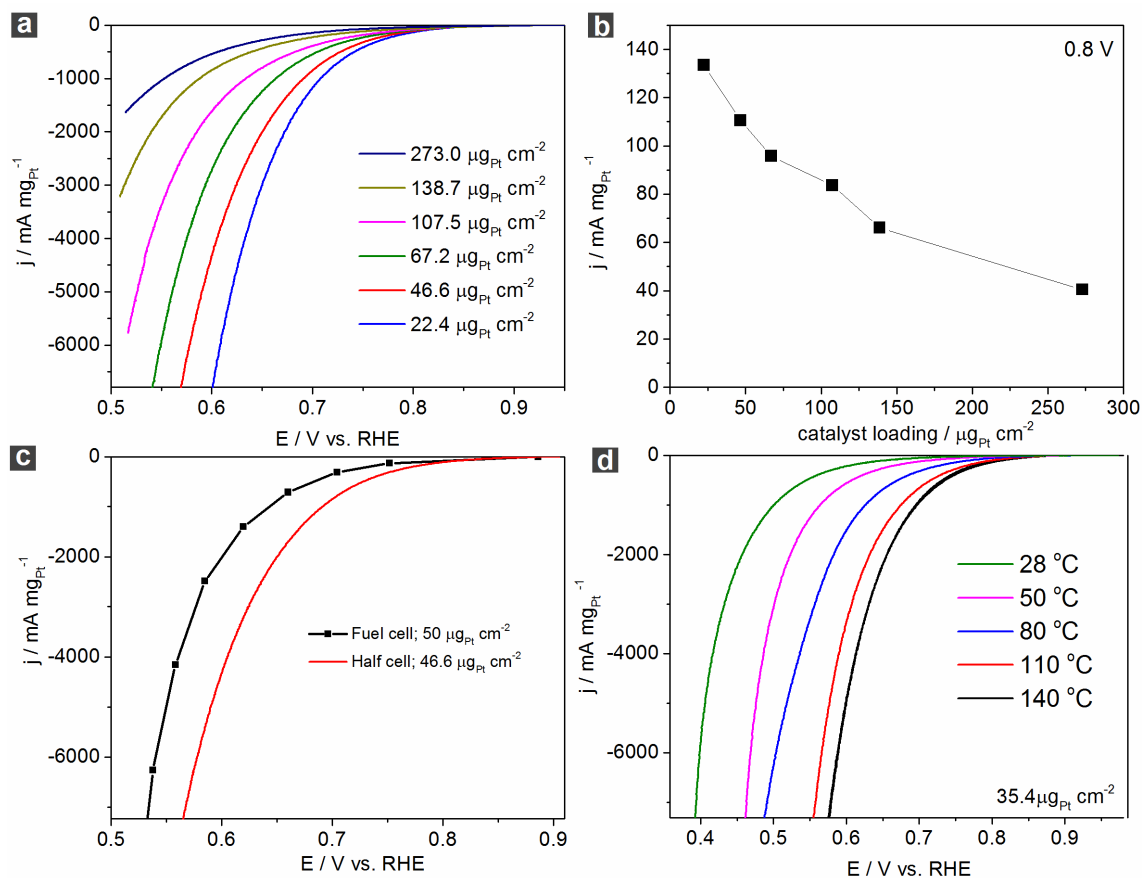 a
0
-1000
-2000
-3000
-4000
-5000
-6000
j / mA mg_Pt^-1
273.0 μg_Pt cm^-2
138.7 μg_Pt cm^-2
107.5 μg_Pt cm^-2
67.2 μg_Pt cm^-2
46.6 μg_Pt cm^-2
22.4 μg_Pt cm^-2
0.5 0.6 0.7 0.8 0.9
E / V vs. RHE
b
0.8 V
140
120
100
80
60
40
20
0
j / mA mg_Pt^-1
0 50 100 150 200 250 300
catalyst loading / μg_Pt cm^-2
c
0
-2000
-4000
-6000
j / mA mg_Pt^-1
Fuel cell; 50 μg_Pt cm^-2
Half cell; 46.6 μg_Pt cm^-2
0.5 0.6 0.7 0.8 0.9
E / V vs. RHE
d
0
-2000
-4000
-6000
j / mA mg_Pt^-1
28 °C
50 °C
80 °C
110 °C
140 °C
35.4μg_Pt cm^-2
0.4 0.5 0.6 0.7 0.8 0.9
E / V vs. RHE